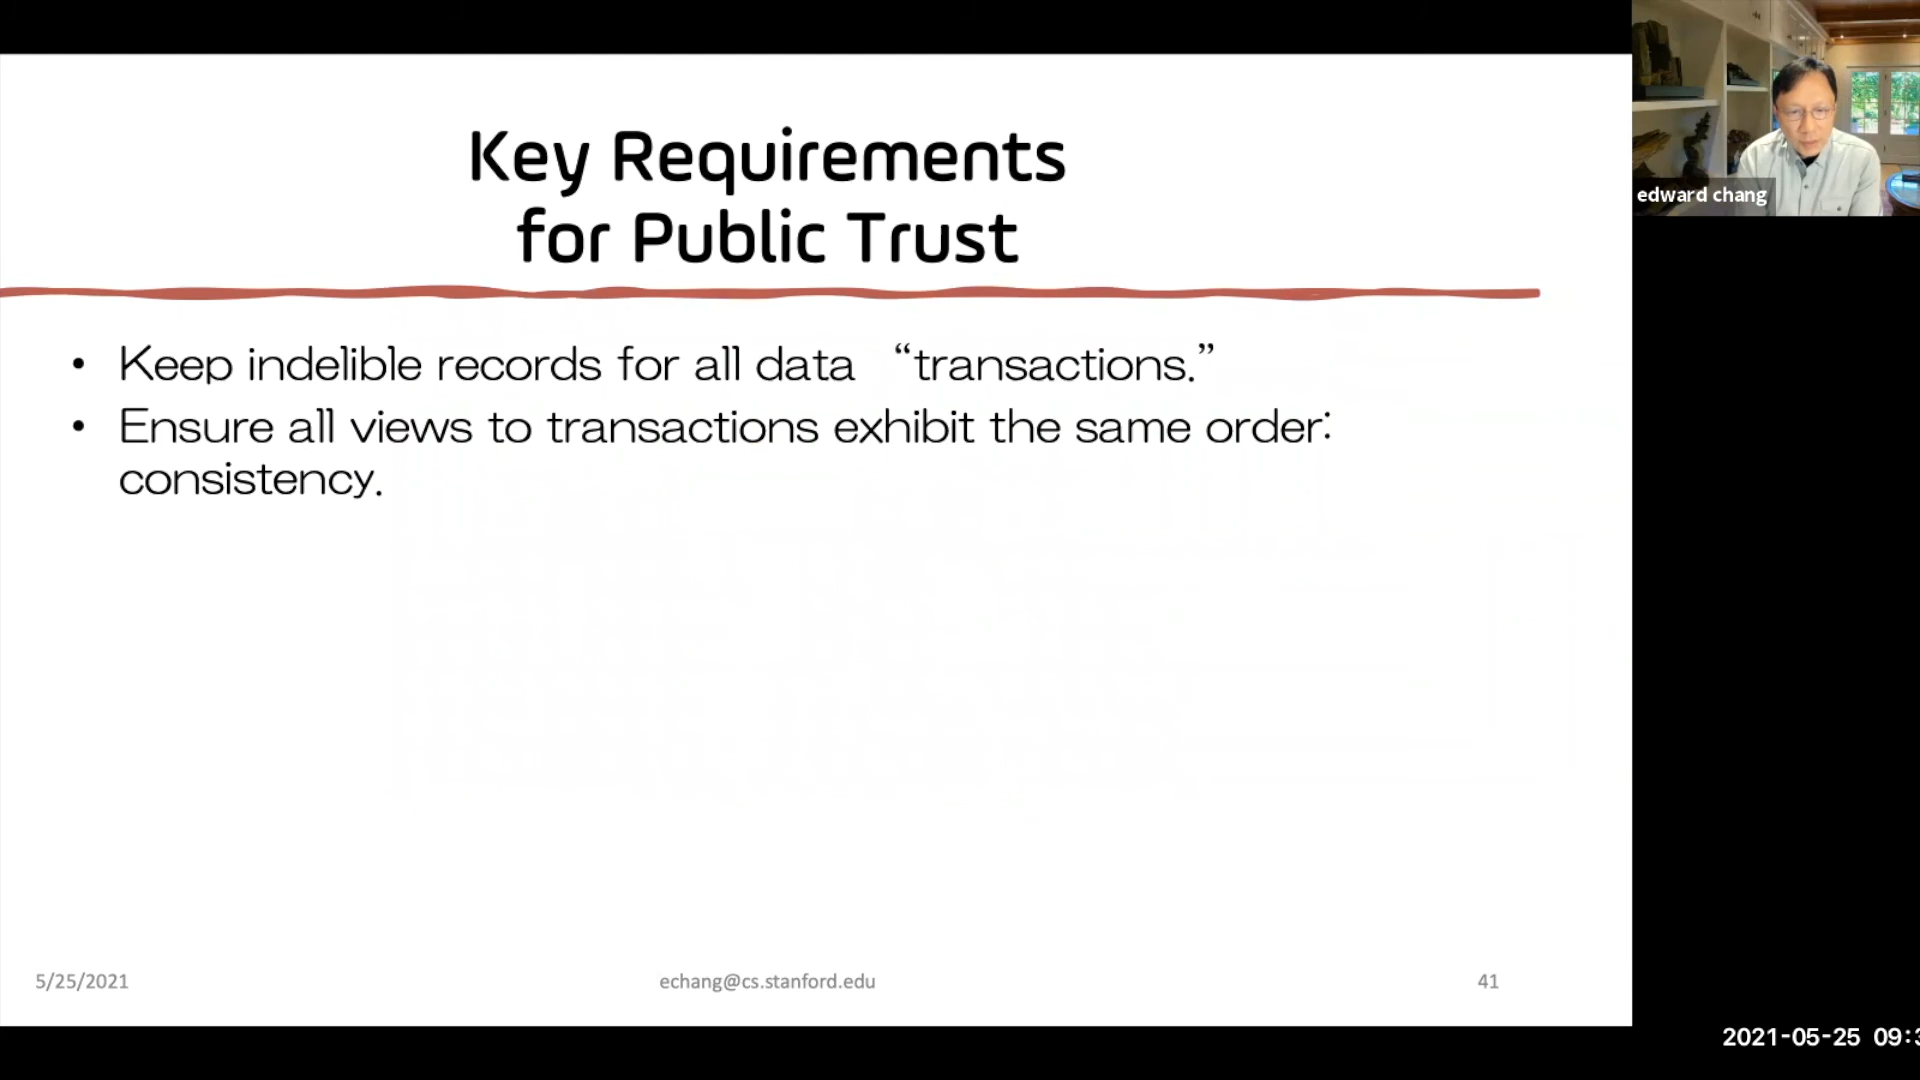 Key Requirements
for Public Trust
• Keep indelible records for all data “transactions.”
• Ensure all views to transactions exhibit the same order:
consistency.
5/25/2021
echang@cs.stanford.edu
41
edward chang
2021-05-25 09:3